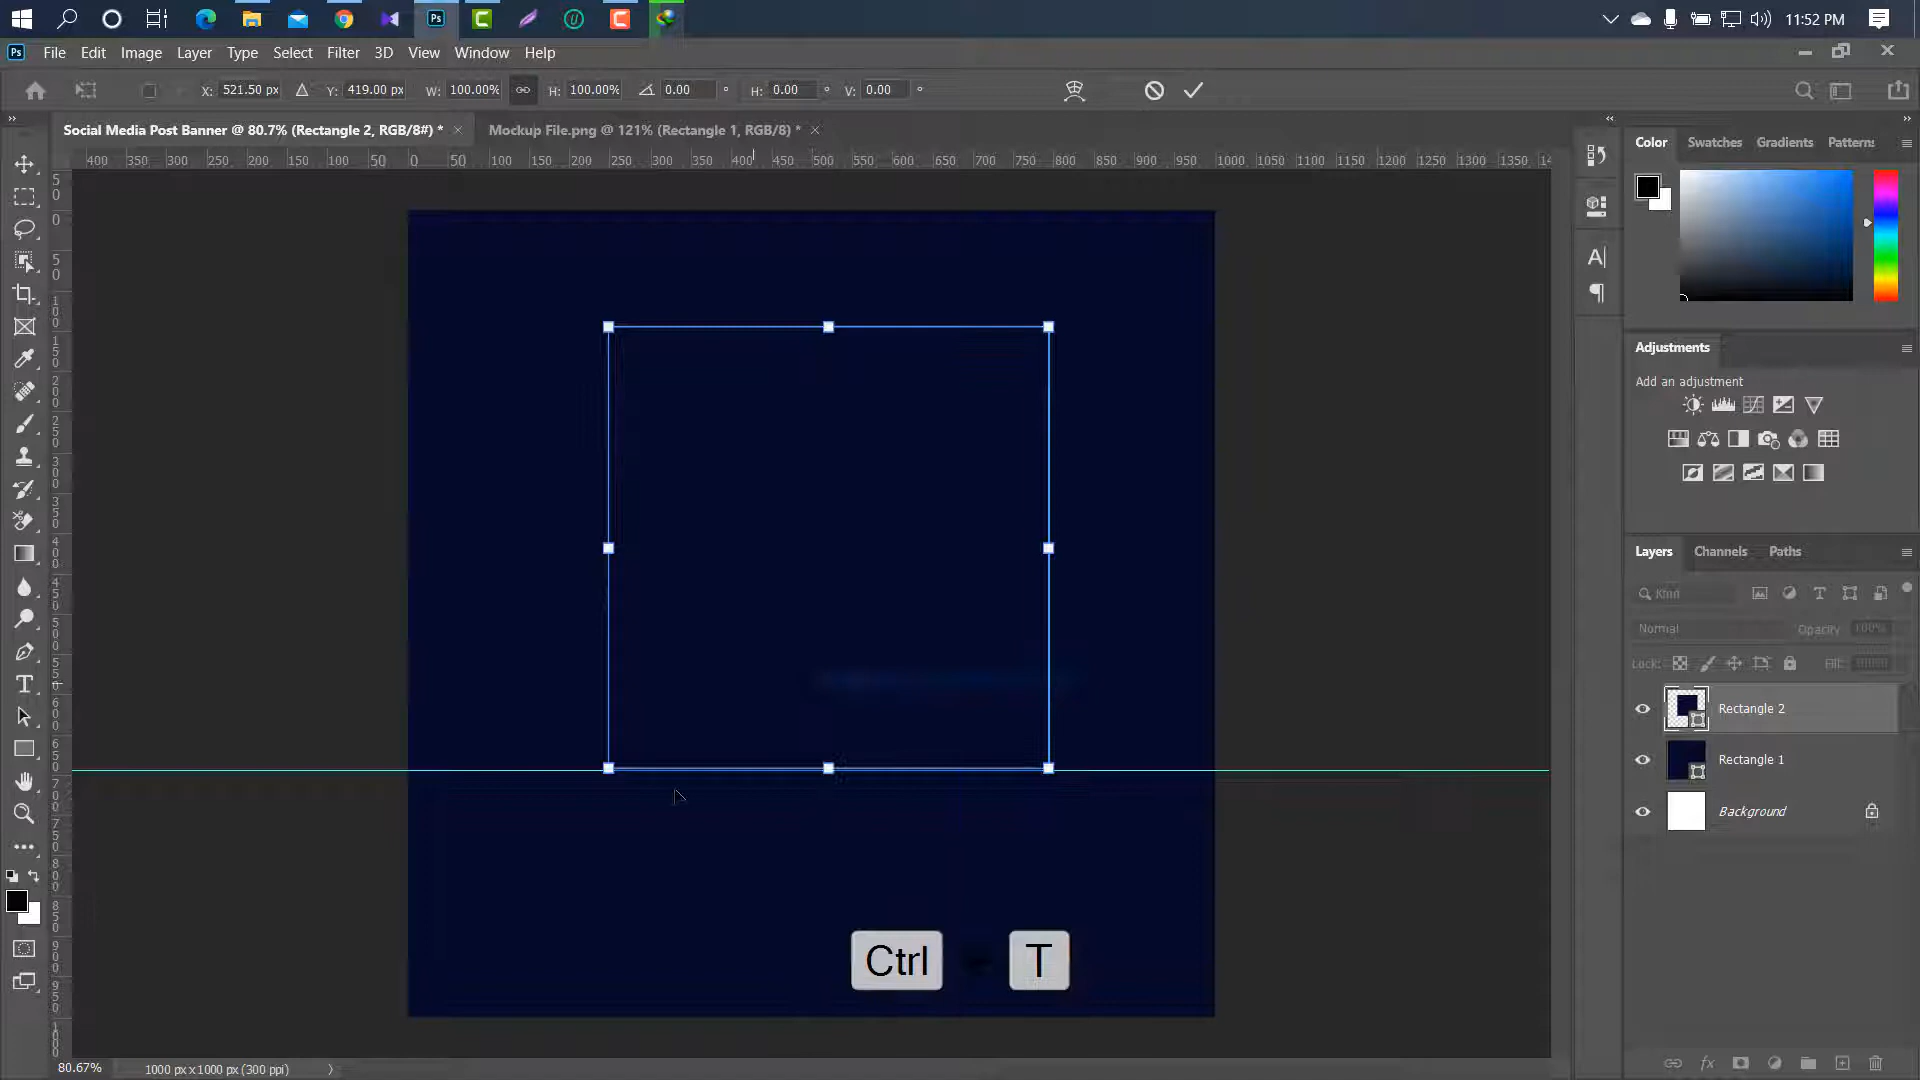 11:52 PM
Ps File Edit Image Layer Type Select Filter 3D View Window Help
X: 521.50 px Y: 419.00 px W: 100.00% H: 100.00% 0.00 ° H: 0.00 ° V: 0.00 °
Social Media Post Banner @ 80.7% (Rectangle 2, RGB/8#) * × Mockup File.png @ 121% (Rectangle 1, RGB/8) * ×
400 350 300 250 200 150 100 50 0 50 100 150 200 250 300 350 400 450 500 550 600 650 700 750 800 850 900 950 1000 1050 1100 1150 1200 1250 1300 1350
Color Swatches Gradients Patterns
Adjustments
Add an adjustment
Layers Channels Paths
Kind
Normal Opacity: 100%
Lock: Fill:
Rectangle 2
Rectangle 1
Background
Ctrl T
80.67% 1000 px x 1000 px (300 ppi)